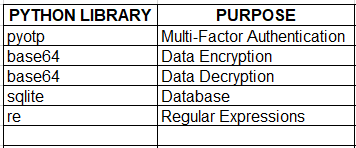 PYTHON LIBRARY PURPOSE
pyotp Multi-Factor Authentication
base64 Data Encryption
base64 Data Decryption
sqlite Database
re Regular Expressions